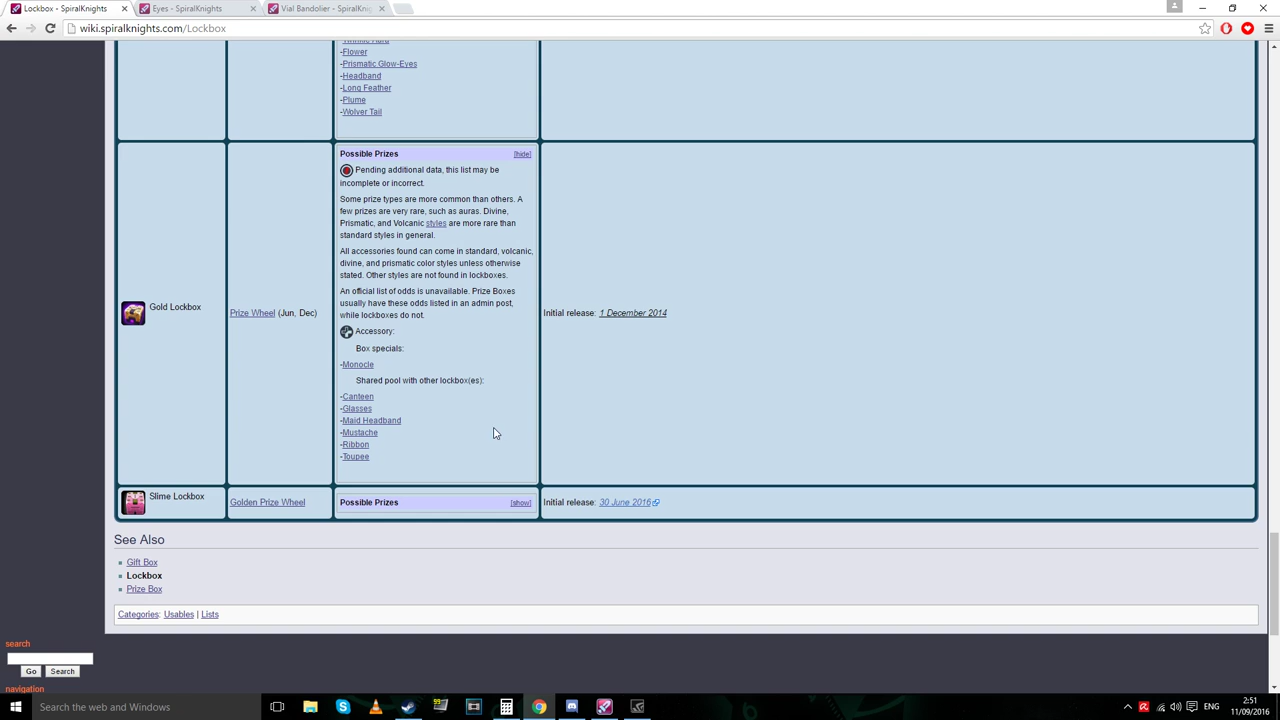 Lockbox - SpiralKnights
Eyes - SpiralKnights
Vial Bandolier - SpiralKnig
wiki.spiralknights.com/Lockbox
-Flower
-Prismatic Glow-Eyes
-Headband
-Long Feather
-Plume
-Wolver Tail
Gold Lockbox
Prize Wheel (Jun, Dec)
Possible Prizes
[hide]
Pending additional data, this list may be
incomplete or incorrect.
Some prize types are more common than others. A
few prizes are very rare, such as auras. Divine,
Prismatic, and Volcanic styles are more rare than
standard styles in general.
All accessories found can come in standard, volcanic,
divine, and prismatic color styles unless otherwise
stated. Other styles are not found in lockboxes.
An official list of odds is unavailable. Prize Boxes
usually have these odds listed in an admin post,
while lockboxes do not.
Accessory:
Box specials:
-Monocle
Shared pool with other lockbox(es):
-Canteen
-Glasses
-Maid Headband
-Mustache
-Ribbon
-Toupee
Initial release: 1 December 2014
Slime Lockbox
Golden Prize Wheel
Possible Prizes
[show]
Initial release: 30 June 2016
See Also
Gift Box
Lockbox
Prize Box
Categories: Usables | Lists
search
Go
Search
navigation
Search the web and Windows
ENG
2:51
11/09/2016